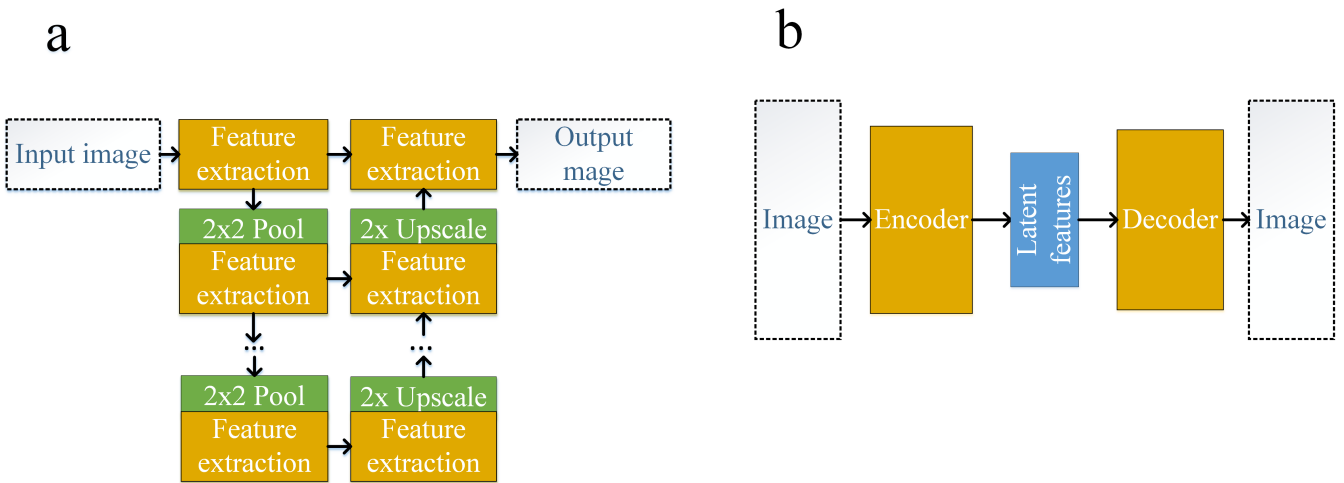 a
Input image
Feature
extraction
Feature
extraction
Output
mage
2x2 Pool
2x Upscale
Feature
extraction
Feature
extraction
...
...
2x2 Pool
2x Upscale
Feature
extraction
Feature
extraction
b
Image
Encoder
Latent
features
Decoder
Image